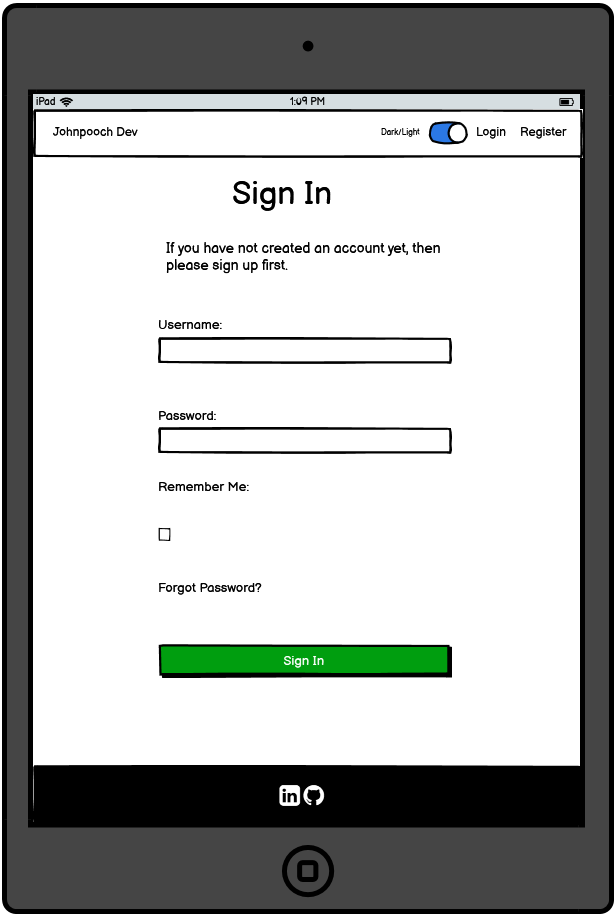 iPad 1:09 PM
Johnpooch Dev Dark/Light Login Register
Sign In
If you have not created an account yet, then
please sign up first.
Username:
Password:
Remember Me:
Forgot Password?
Sign In
in